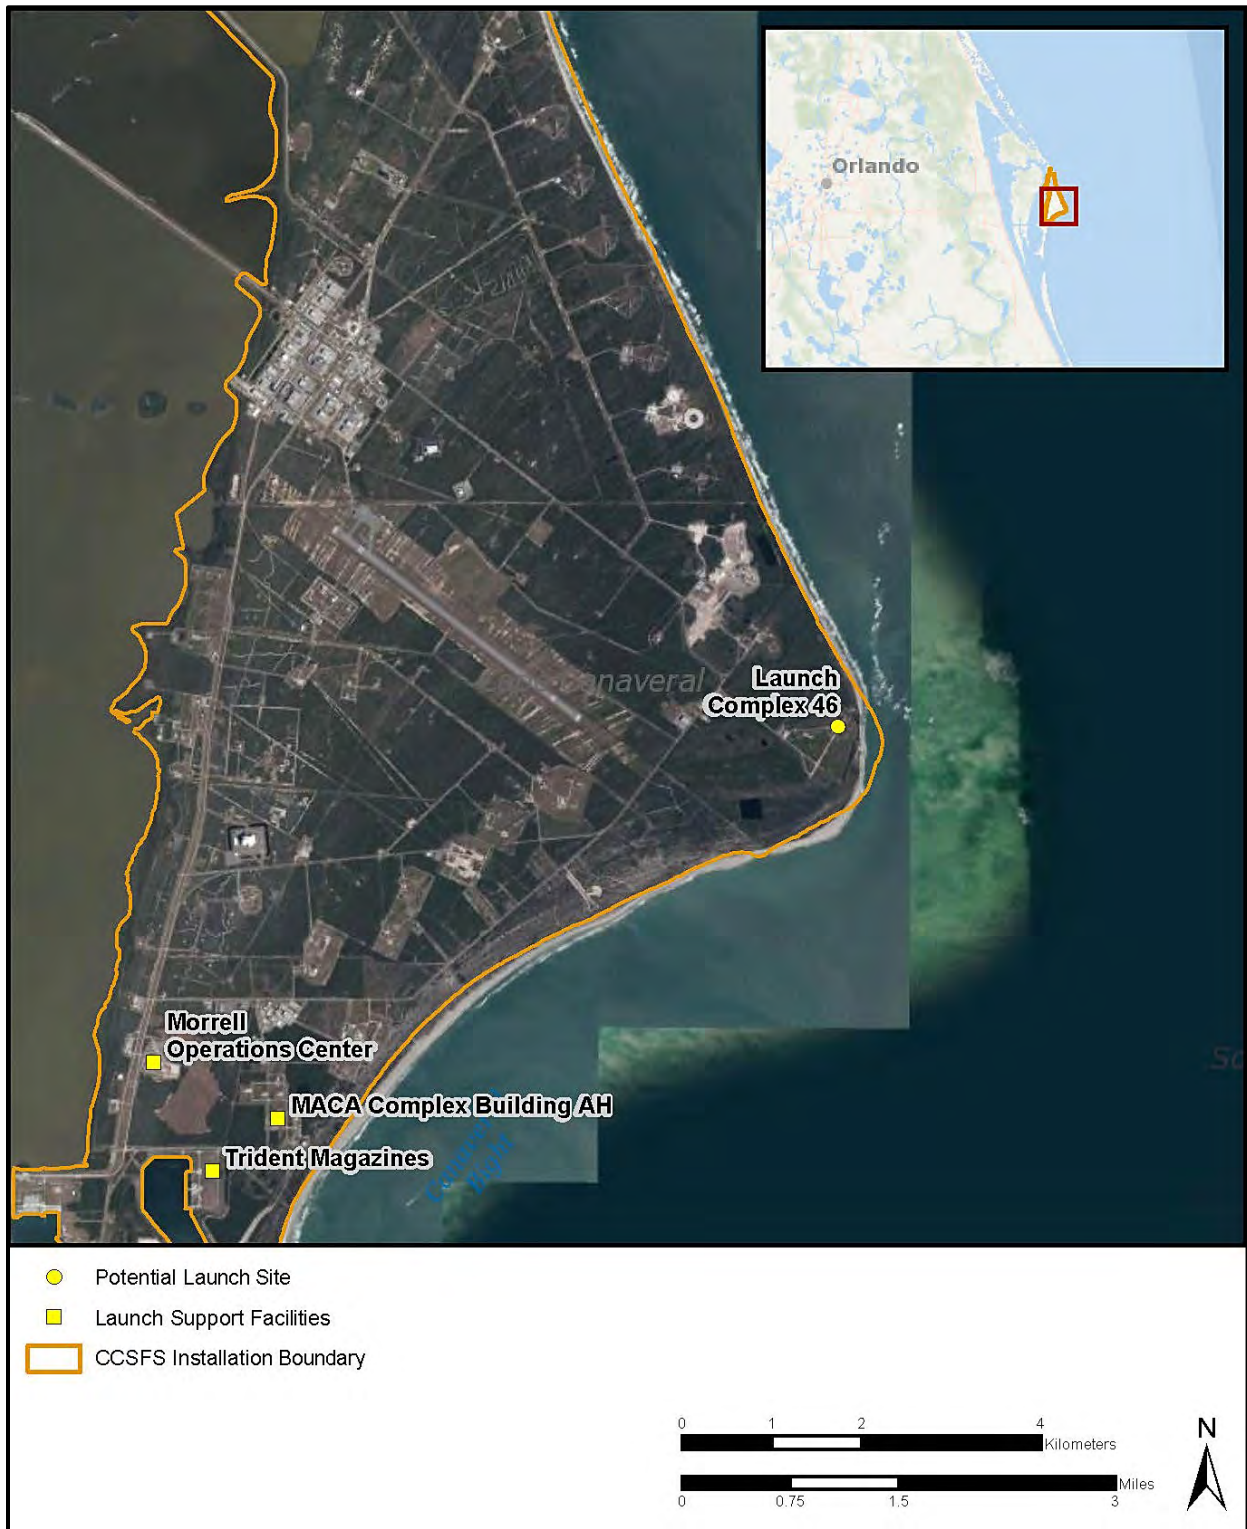 Orlando
Launch
Complex 46
Morrell
Operations Center
MACA Complex Building AH
Trident Magazines
Potential Launch Site
Launch Support Facilities
CCSFS Installation Boundary
0 1 2 4
Kilometers
Miles
0 0.75 1.5 3
N